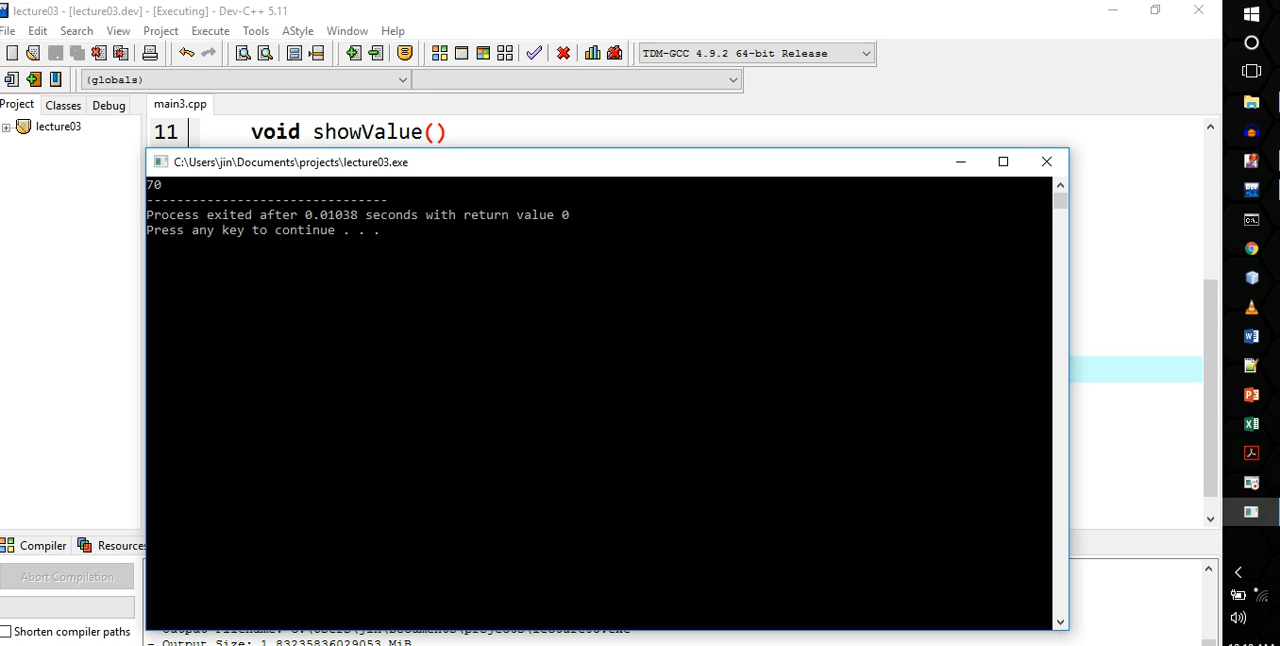 lecture03 - [lecture03.dev] - [Executing] - Dev-C++ 5.11
File Edit Search View Project Execute Tools AStyle Window Help
TDM-GCC 4.9.2 64-bit Release
(globals)
Project Classes Debug
main3.cpp
lecture03
11 void showValue()
C:\Users\jin\Documents\projects\lecture03.exe
70
--------------------------------
Process exited after 0.01038 seconds with return value 0
Press any key to continue . . .
Compiler Resources
Abort Compilation
Shorten compiler paths
- Output Size: 1.83235836029053 MiB